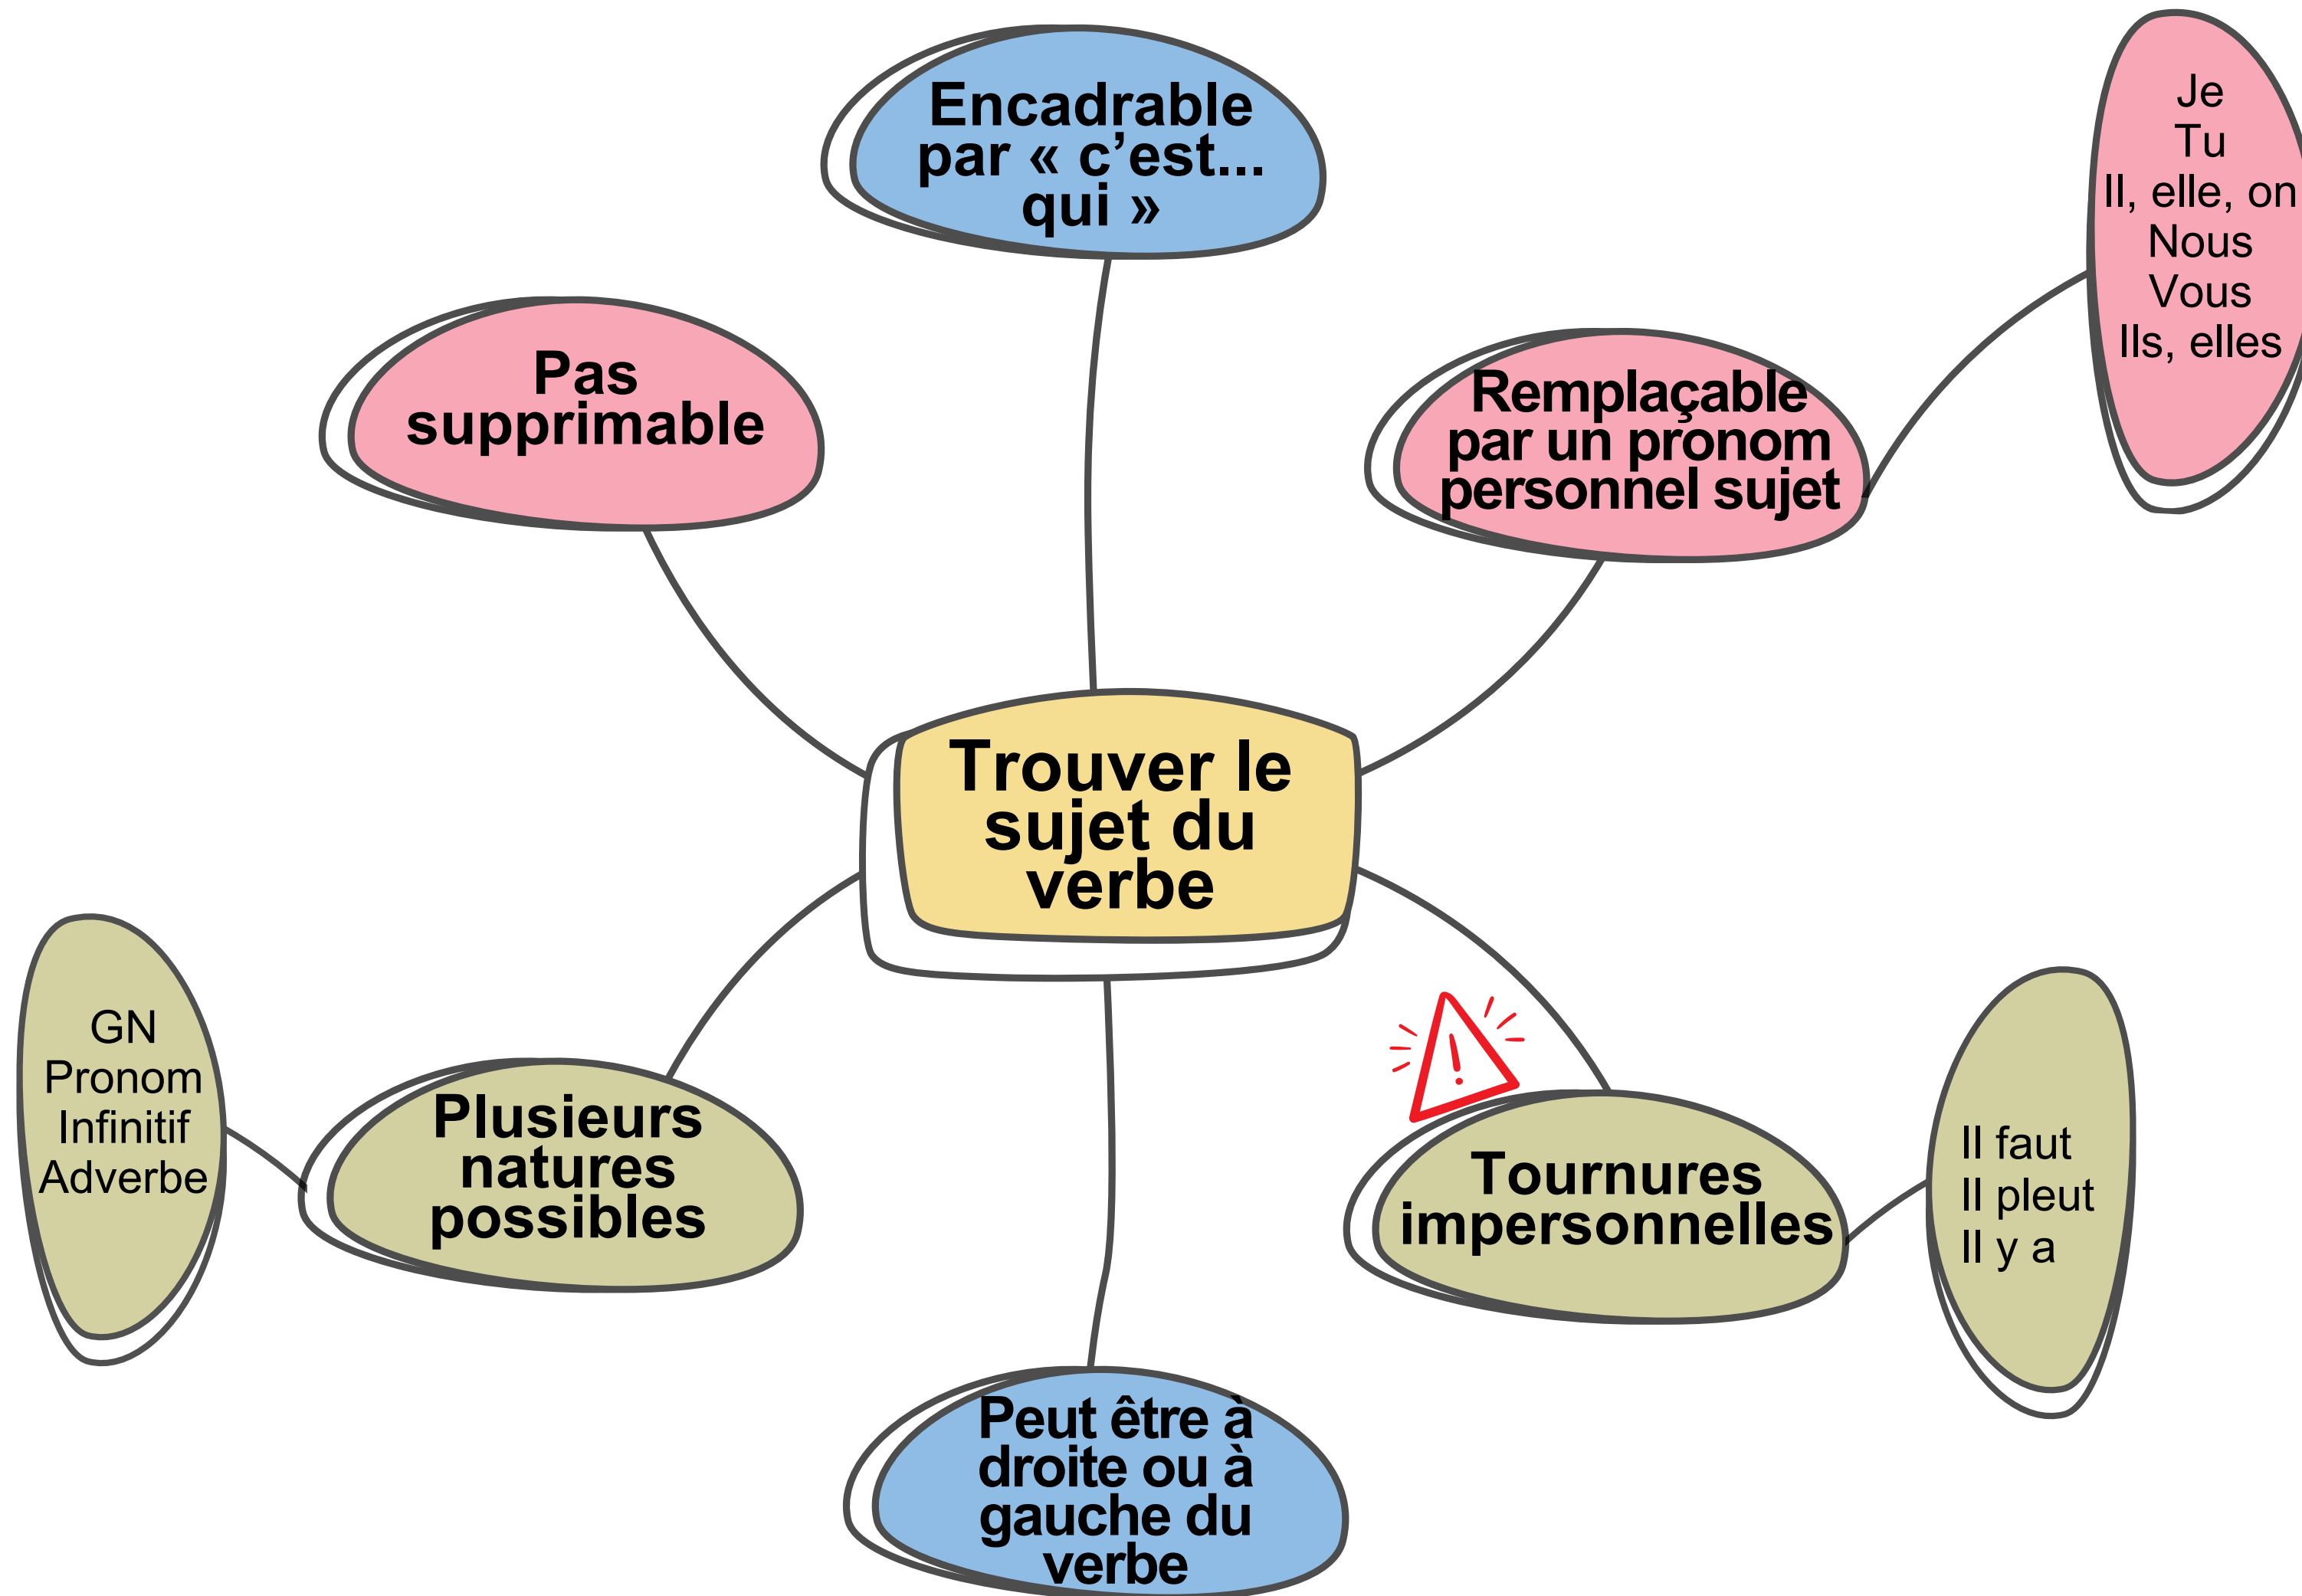 Encadrable
par « c’est...
qui »
Je
Tu
Il, elle, on
Nous
Vous
Ils, elles
Pas
supprimable
Remplaçable
par un pronom
personnel sujet
Trouver le
sujet du
verbe
GN
Pronom
Infinitif
Adverbe
Plusieurs
natures
possibles
Tournures
impersonnelles
Il faut
Il pleut
Il y a
Peut être à
droite ou à
gauche du
verbe